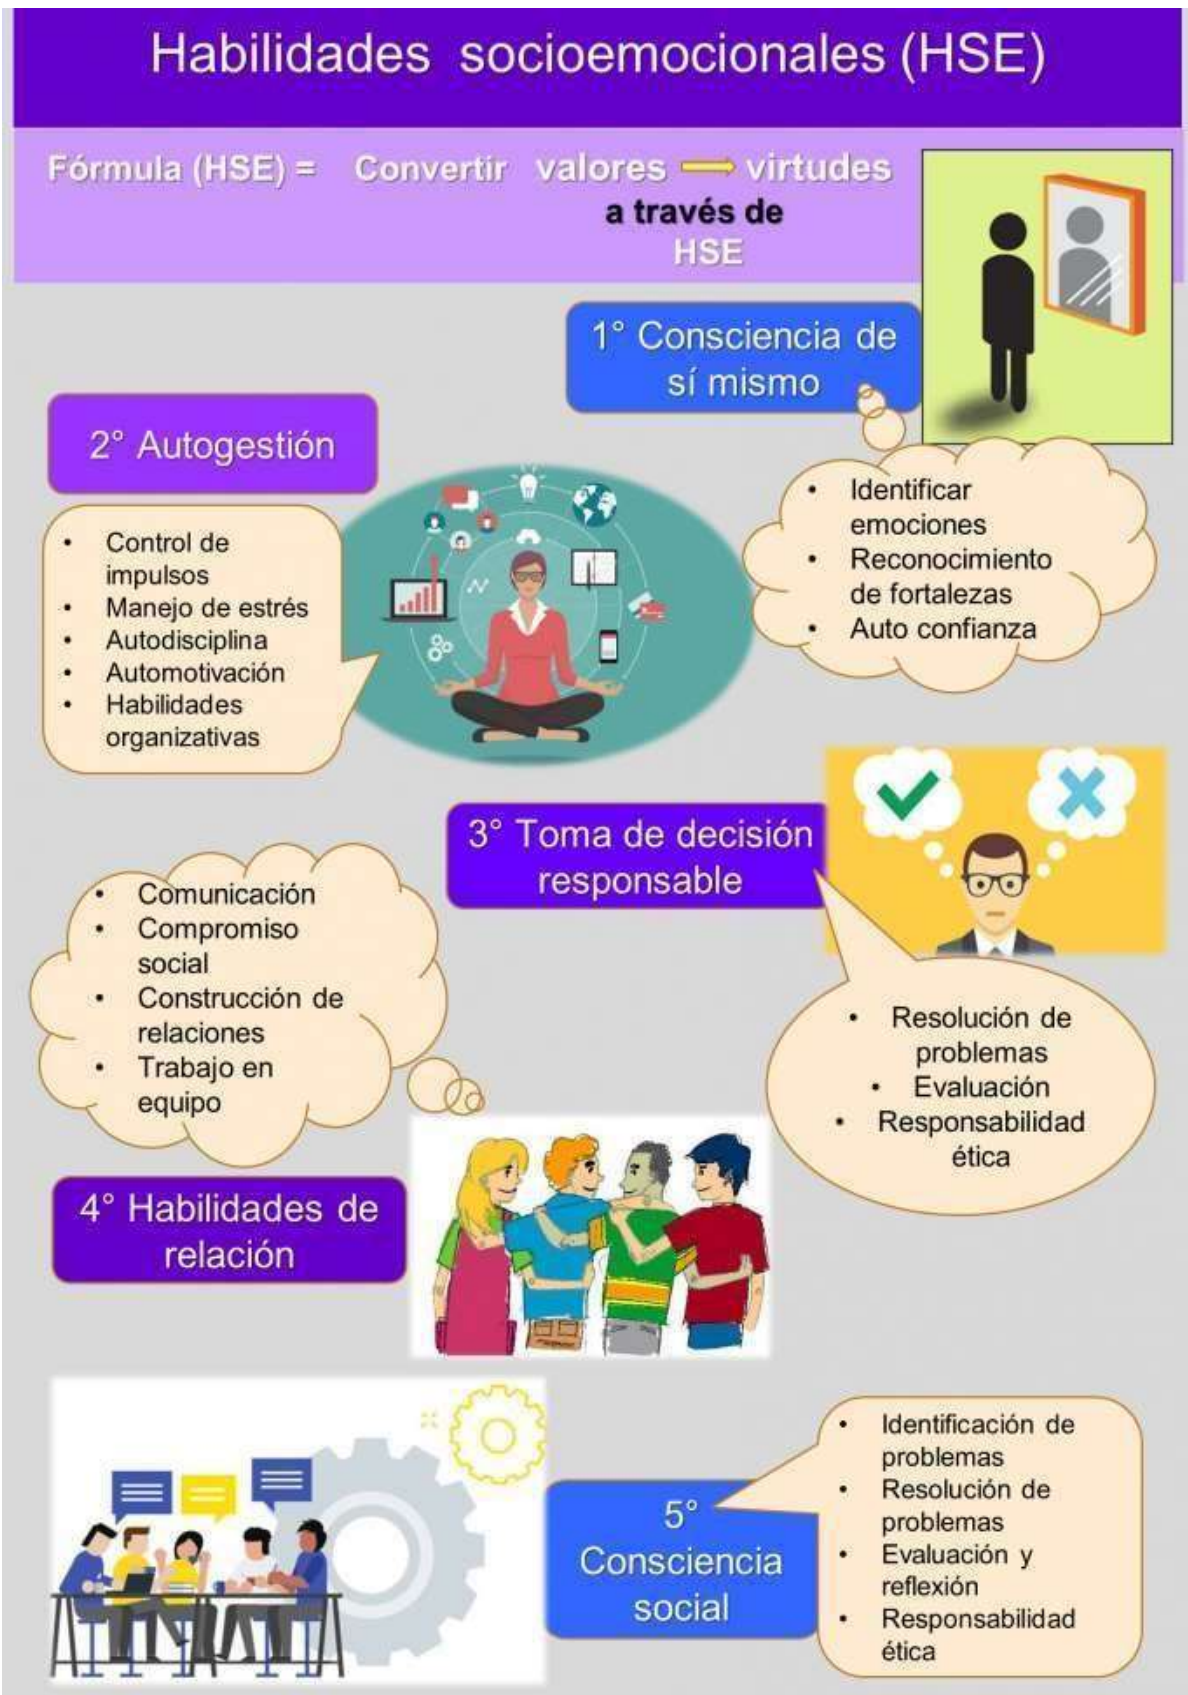 Habilidades socioemocionales (HSE)
Fórmula (HSE) = Convertir valores virtudes
a través de
HSE
1° Consciencia de
sí mismo
• Identificar
emociones
• Reconocimiento
de fortalezas
• Auto confianza
2° Autogestión
• Control de
impulsos
• Manejo de estrés
• Autodisciplina
• Automotivación
• Habilidades
organizativas
3° Toma de decisión
responsable
• Resolución de
problemas
• Evaluación
• Responsabilidad
ética
• Comunicación
• Compromiso
social
• Construcción de
relaciones
• Trabajo en
equipo
4° Habilidades de
relación
5°
Consciencia
social
• Identificación de
problemas
• Resolución de
problemas
• Evaluación y
reflexión
• Responsabilidad
ética